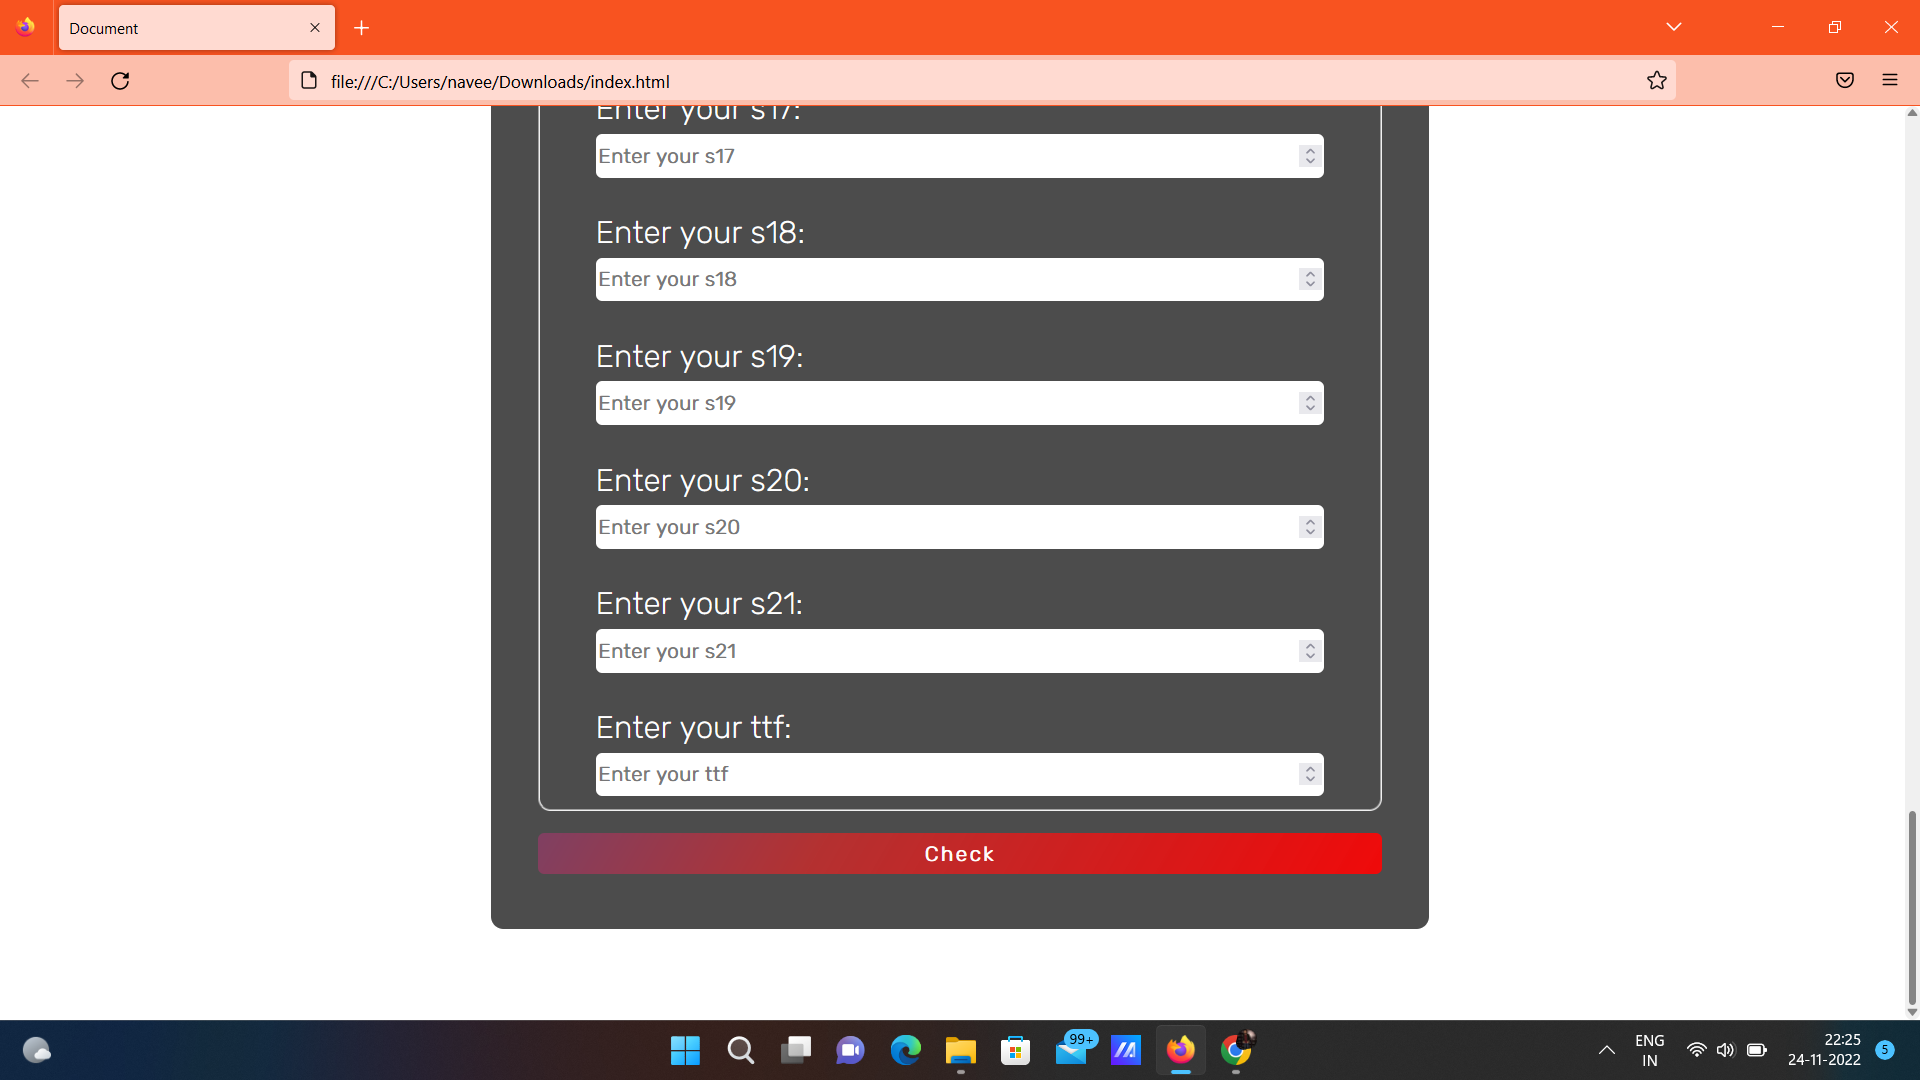 Document
file:///C:/Users/navee/Downloads/index.html
Enter your s17:
Enter your s17
Enter your s18:
Enter your s18
Enter your s19:
Enter your s19
Enter your s20:
Enter your s20
Enter your s21:
Enter your s21
Enter your ttf:
Enter your ttf
Check
99+
ENG
IN
22:25
24-11-2022
5